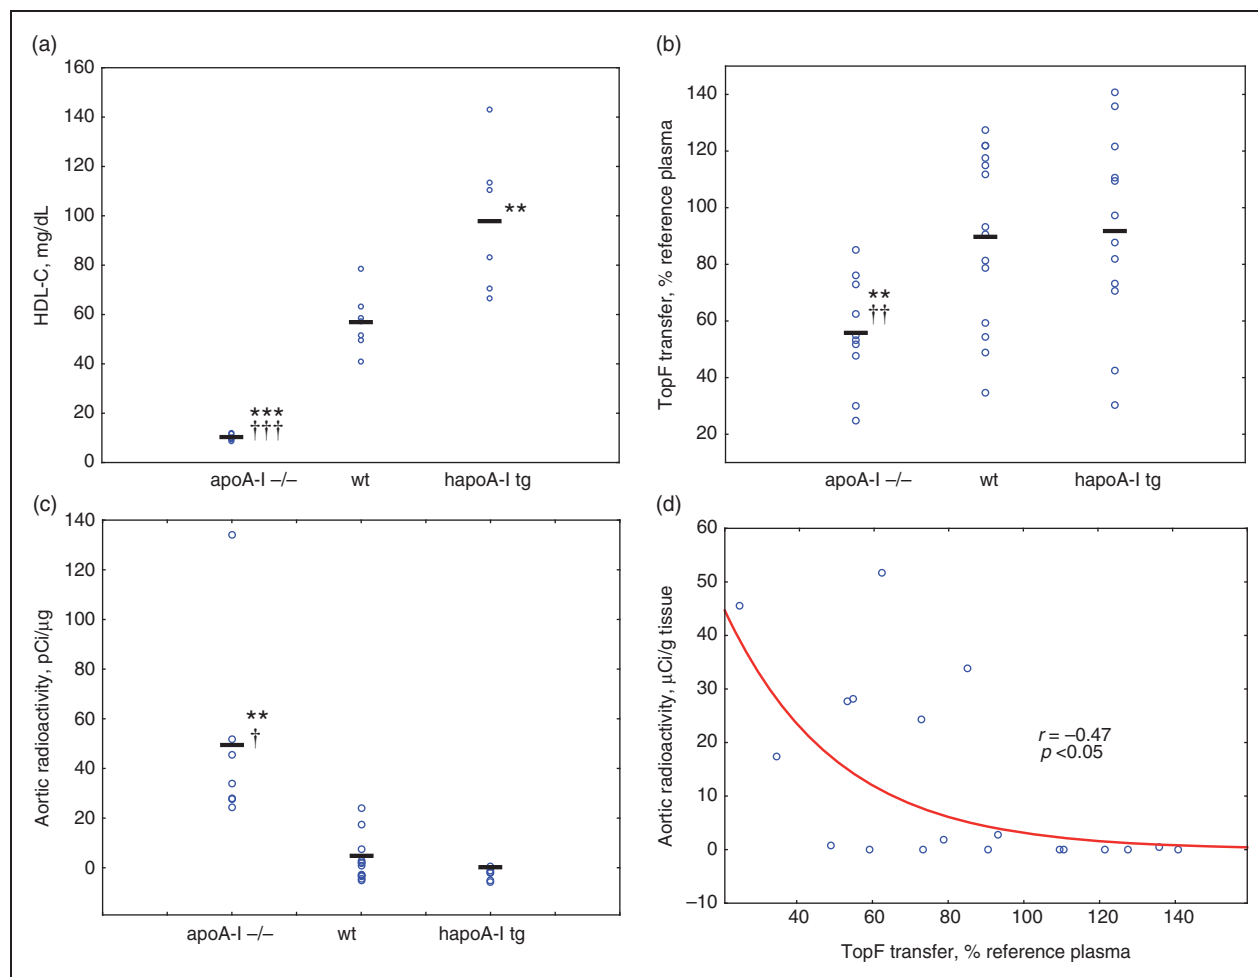 (a)
160
140
120
100
80
60
40
20
0
HDL-C, mg/dL
**
***
†††
apoA-I –/–
wt
hapoA-I tg
(b)
140
120
100
80
60
40
20
TopF transfer, % reference plasma
**
††
apoA-I –/–
wt
hapoA-I tg
(c)
140
120
100
80
60
40
20
0
Aortic radioactivity, pCi/μg
**
†
apoA-I –/–
wt
hapoA-I tg
(d)
60
50
40
30
20
10
0
–10
Aortic radioactivity, μCi/g tissue
r = –0.47
p <0.05
40 60 80 100 120 140
TopF transfer, % reference plasma